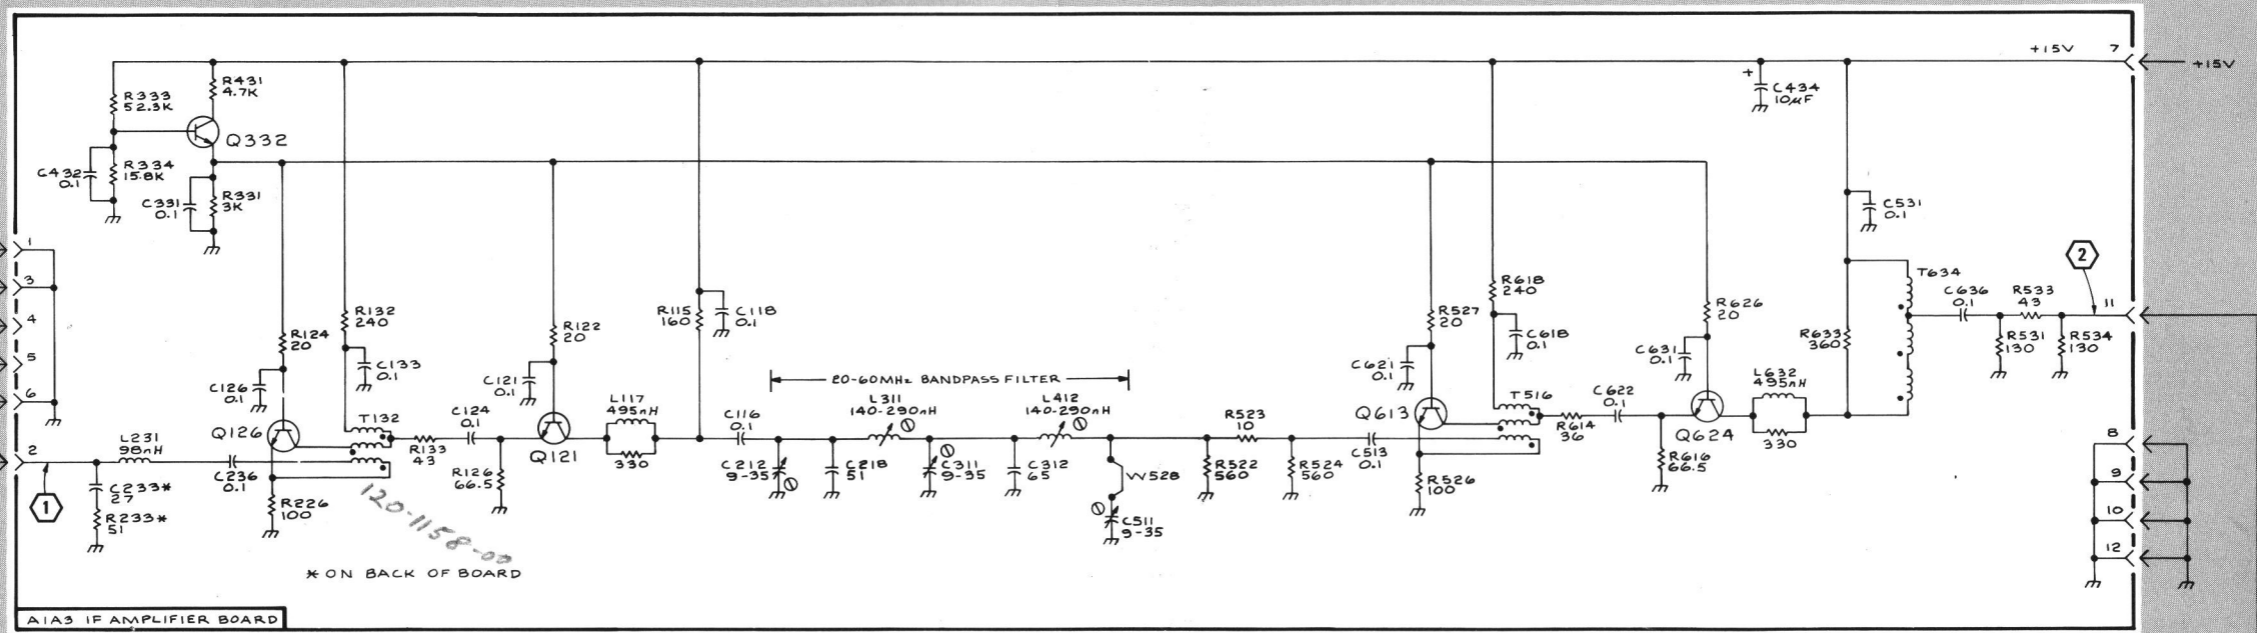 +15V 7
+15V
R333
52.3K
R431
4.7K
Q332
C432
0.1
R334
15.8K
C331
0.1
R331
3K
+
C434
10µF
C531
0.1
1
3
4
5
6
2
1
L231
98nH
C233*
27
R233*
51
C236
0.1
R226
100
C126
0.1
R124
20
Q126
R132
240
C133
0.1
T132
R133
43
C124
0.1
R126
66.5
C121
0.1
R122
20
Q121
L117
495nH
330
R115
160
C118
0.1
C116
0.1
20-60MHz BANDPASS FILTER
L311
140-290nH
L412
140-290nH
C212
9-35
C218
51
C311
9-35
C312
65
W528
C511
9-35
R522
560
R523
10
R524
560
C513
0.1
R526
100
Q613
C621
0.1
R527
20
R618
240
C618
0.1
T516
R614
36
C622
0.1
R616
66.5
C631
0.1
R626
20
Q624
L632
495nH
330
R633
360
T634
C636
0.1
R533
43
R531
130
R534
130
2
11
8
9
10
12
120-1158-00
* ON BACK OF BOARD
A1A3 IF AMPLIFIER BOARD